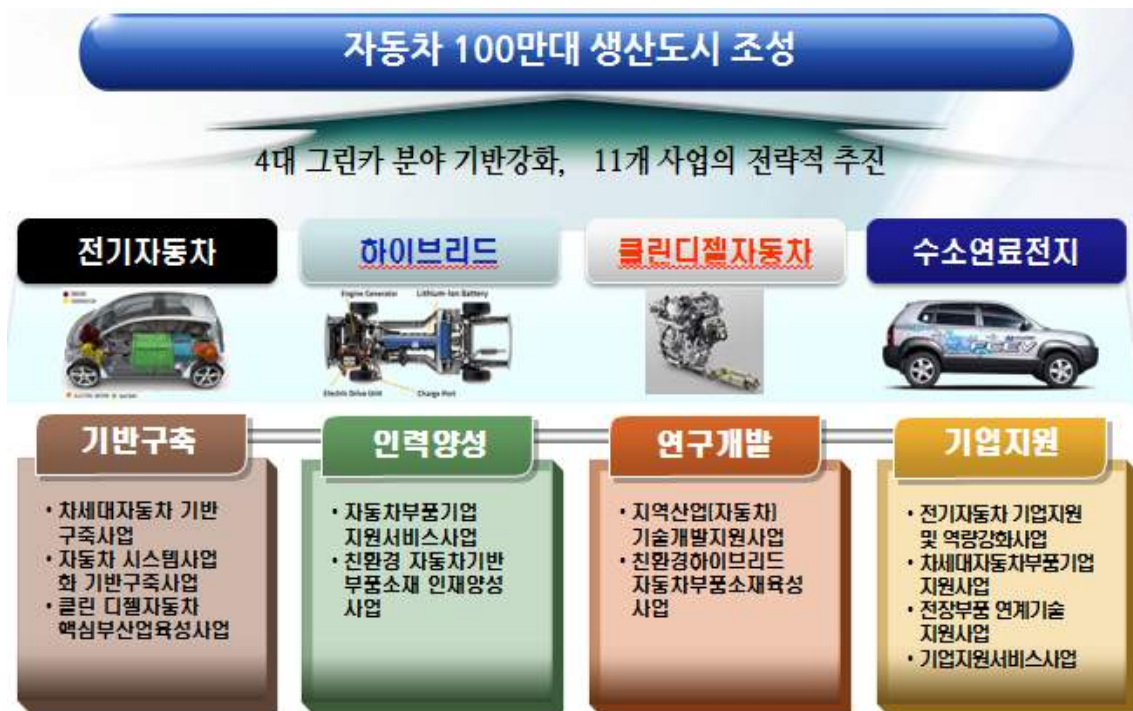 자동차 100만대 생산도시 조성
4대 그린카 분야 기반강화, 11개 사업의 전략적 추진
전기자동차
하이브리드
클린디젤자동차
수소연료전지
Engine Generator
Lithium-Ion Battery
Electric Drive Unit
Charge Port
FCEV
기반구축
• 차세대자동차 기반
구축사업
• 자동차 시스템사업
화 기반구축사업
• 클린 디젤자동차
핵심부산업육성사업
인력양성
• 자동차부품기업
지원서비스사업
• 친환경 자동차기반
부품소재 인재양성
사업
연구개발
• 지역산업[자동차]
기술개발지원사업
• 친환경하이브리드
자동차부품소재육성
사업
기업지원
• 전기자동차 기업지원
및 역량강화사업
• 차세대자동차부품기업
지원사업
• 전장부품 연계기술
지원사업
• 기업지원서비스사업